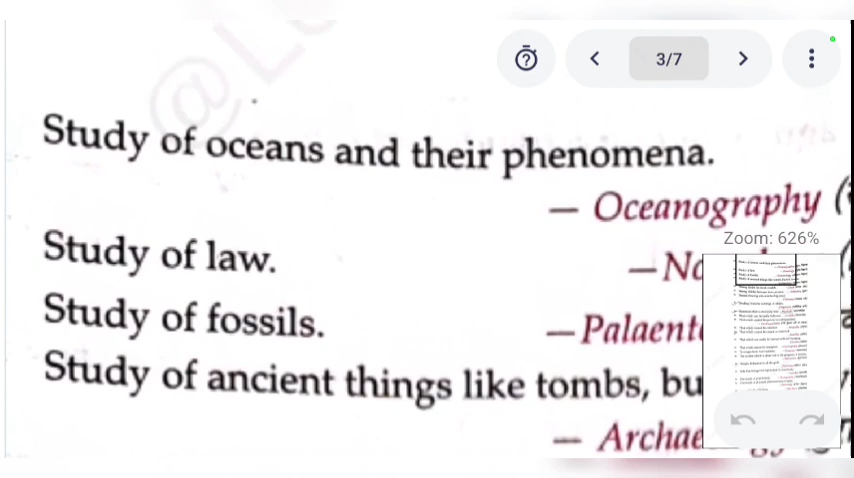 3/7
Study of oceans and their phenomena.
— Oceanography (
Zoom: 626%
Study of law.
Study of fossils.
Study of ancient things like tombs,